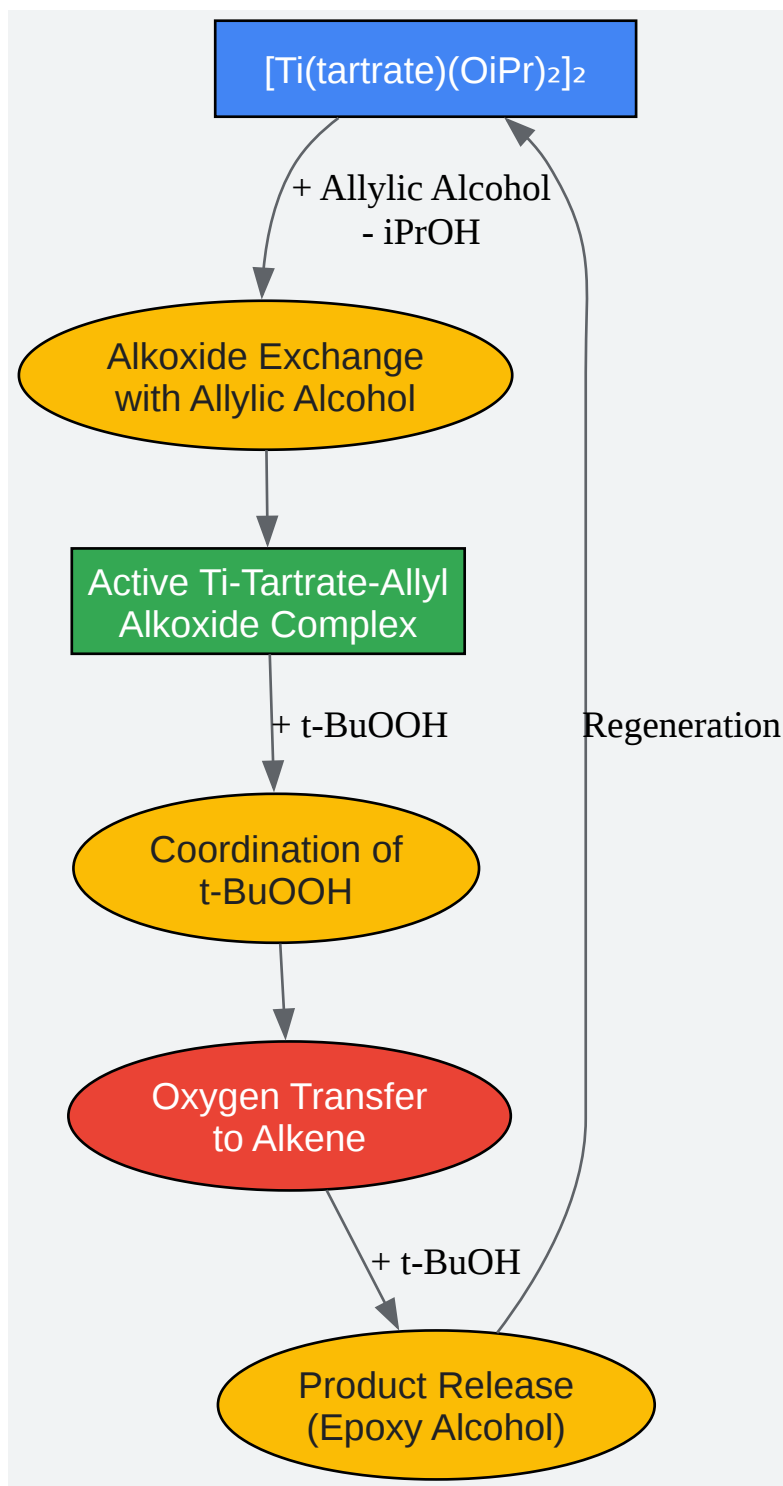 [Ti(tartrate)(OiPr)₂]₂
+ Allylic Alcohol
- iPrOH
Alkoxide Exchange
with Allylic Alcohol
Active Ti-Tartrate-Allyl
Alkoxide Complex
+ t-BuOOH
Regeneration
Coordination of
t-BuOOH
Oxygen Transfer
to Alkene
+ t-BuOH
Product Release
(Epoxy Alcohol)